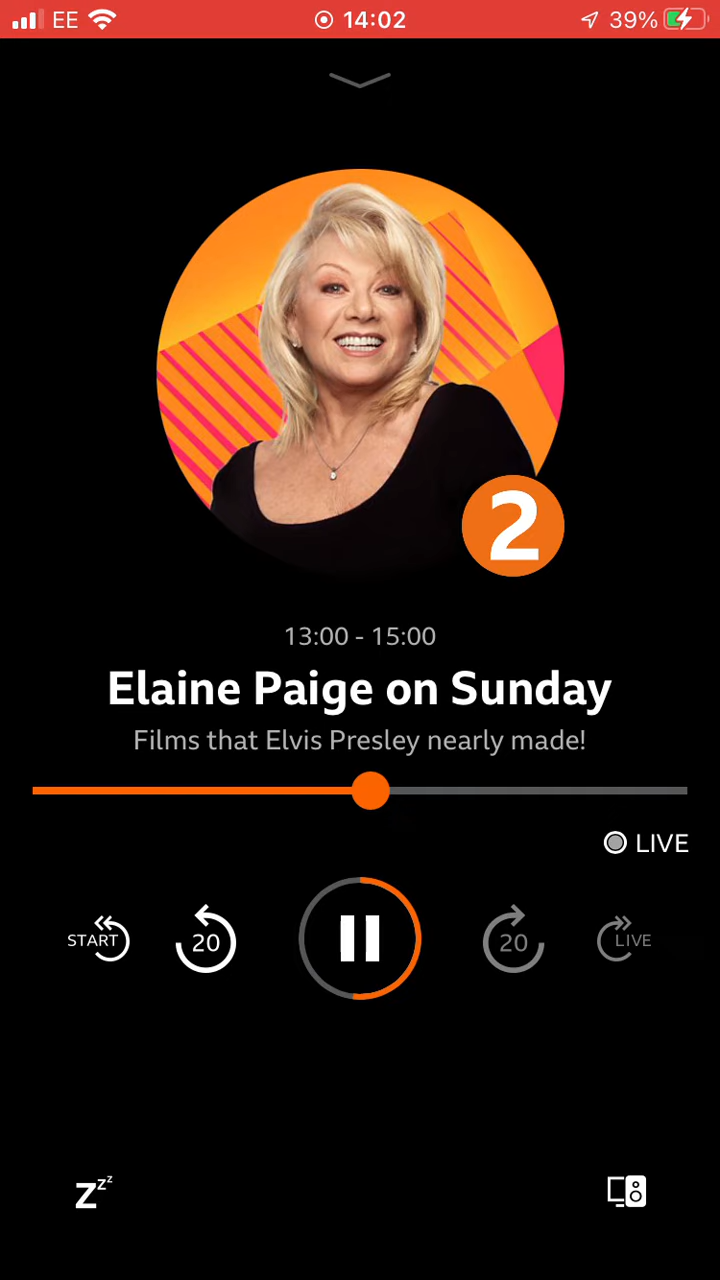 EE 14:02 39%
2
13:00 - 15:00
Elaine Paige on Sunday
Films that Elvis Presley nearly made!
LIVE
START 20 20 LIVE
Zzz